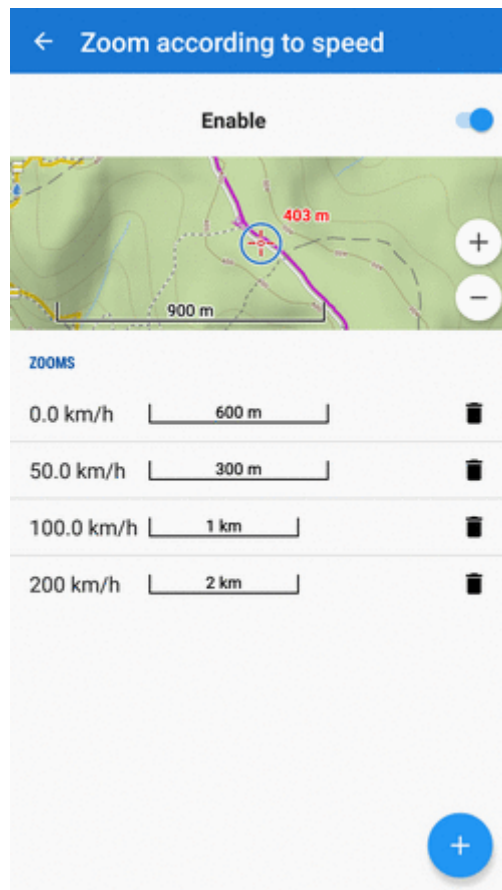 Zoom according to speed
Enable
403 m
900 m
ZOOMS
0.0 km/h 600 m
50.0 km/h 300 m
100.0 km/h 1 km
200 km/h 2 km